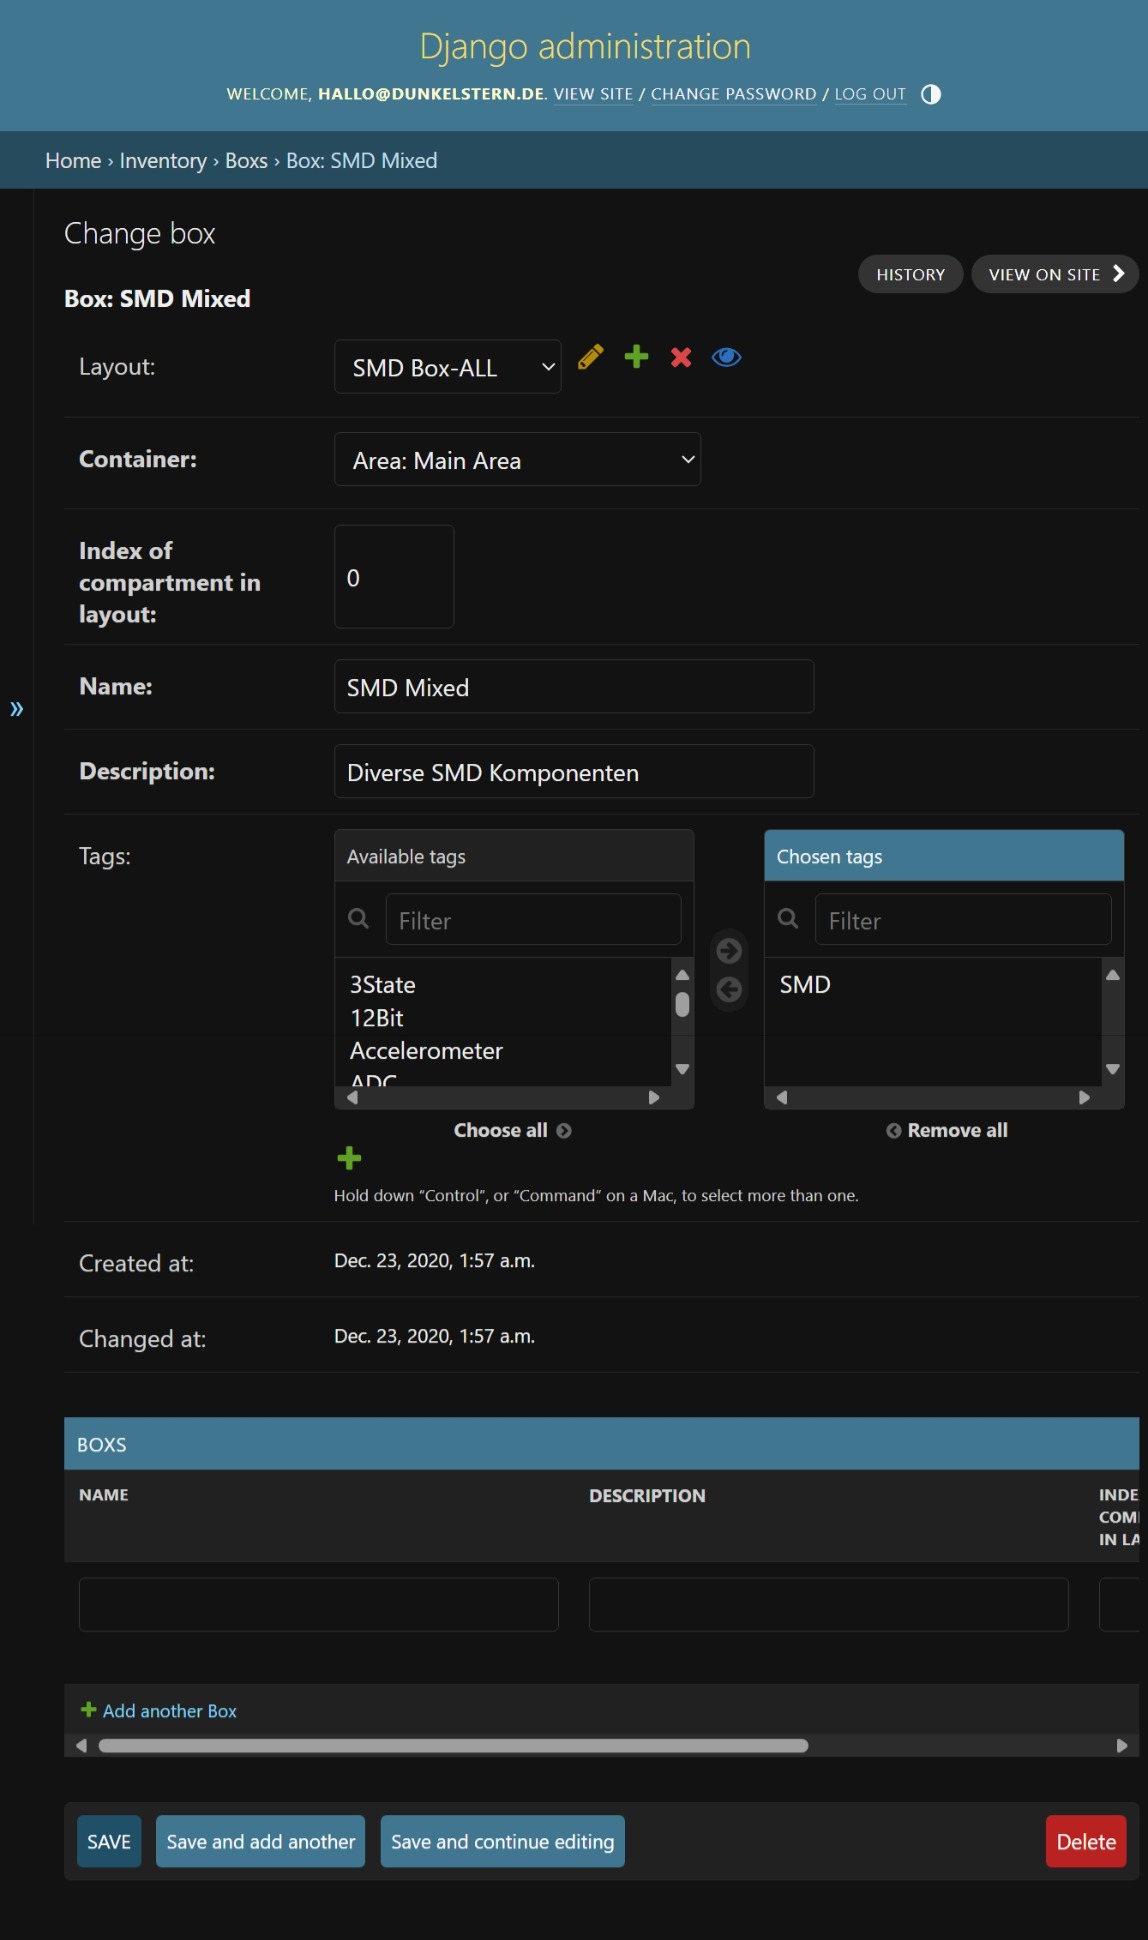 Django administration
WELCOME, HALLO@DUNKELSTERN.DE. VIEW SITE / CHANGE PASSWORD / LOG OUT
Home › Inventory › Boxs › Box: SMD Mixed
Change box
HISTORY
VIEW ON SITE
Box: SMD Mixed
Layout:
SMD Box-ALL
Container:
Area: Main Area
Index of
compartment in
layout:
0
Name:
SMD Mixed
»
Description:
Diverse SMD Komponenten
Tags:
Available tags
Filter
3State
12Bit
Accelerometer
ADC
Choose all
Chosen tags
Filter
SMD
Remove all
Hold down “Control”, or “Command” on a Mac, to select more than one.
Created at:
Dec. 23, 2020, 1:57 a.m.
Changed at:
Dec. 23, 2020, 1:57 a.m.
BOXS
NAME
DESCRIPTION
INDE
COM
IN LA
Add another Box
SAVE
Save and add another
Save and continue editing
Delete